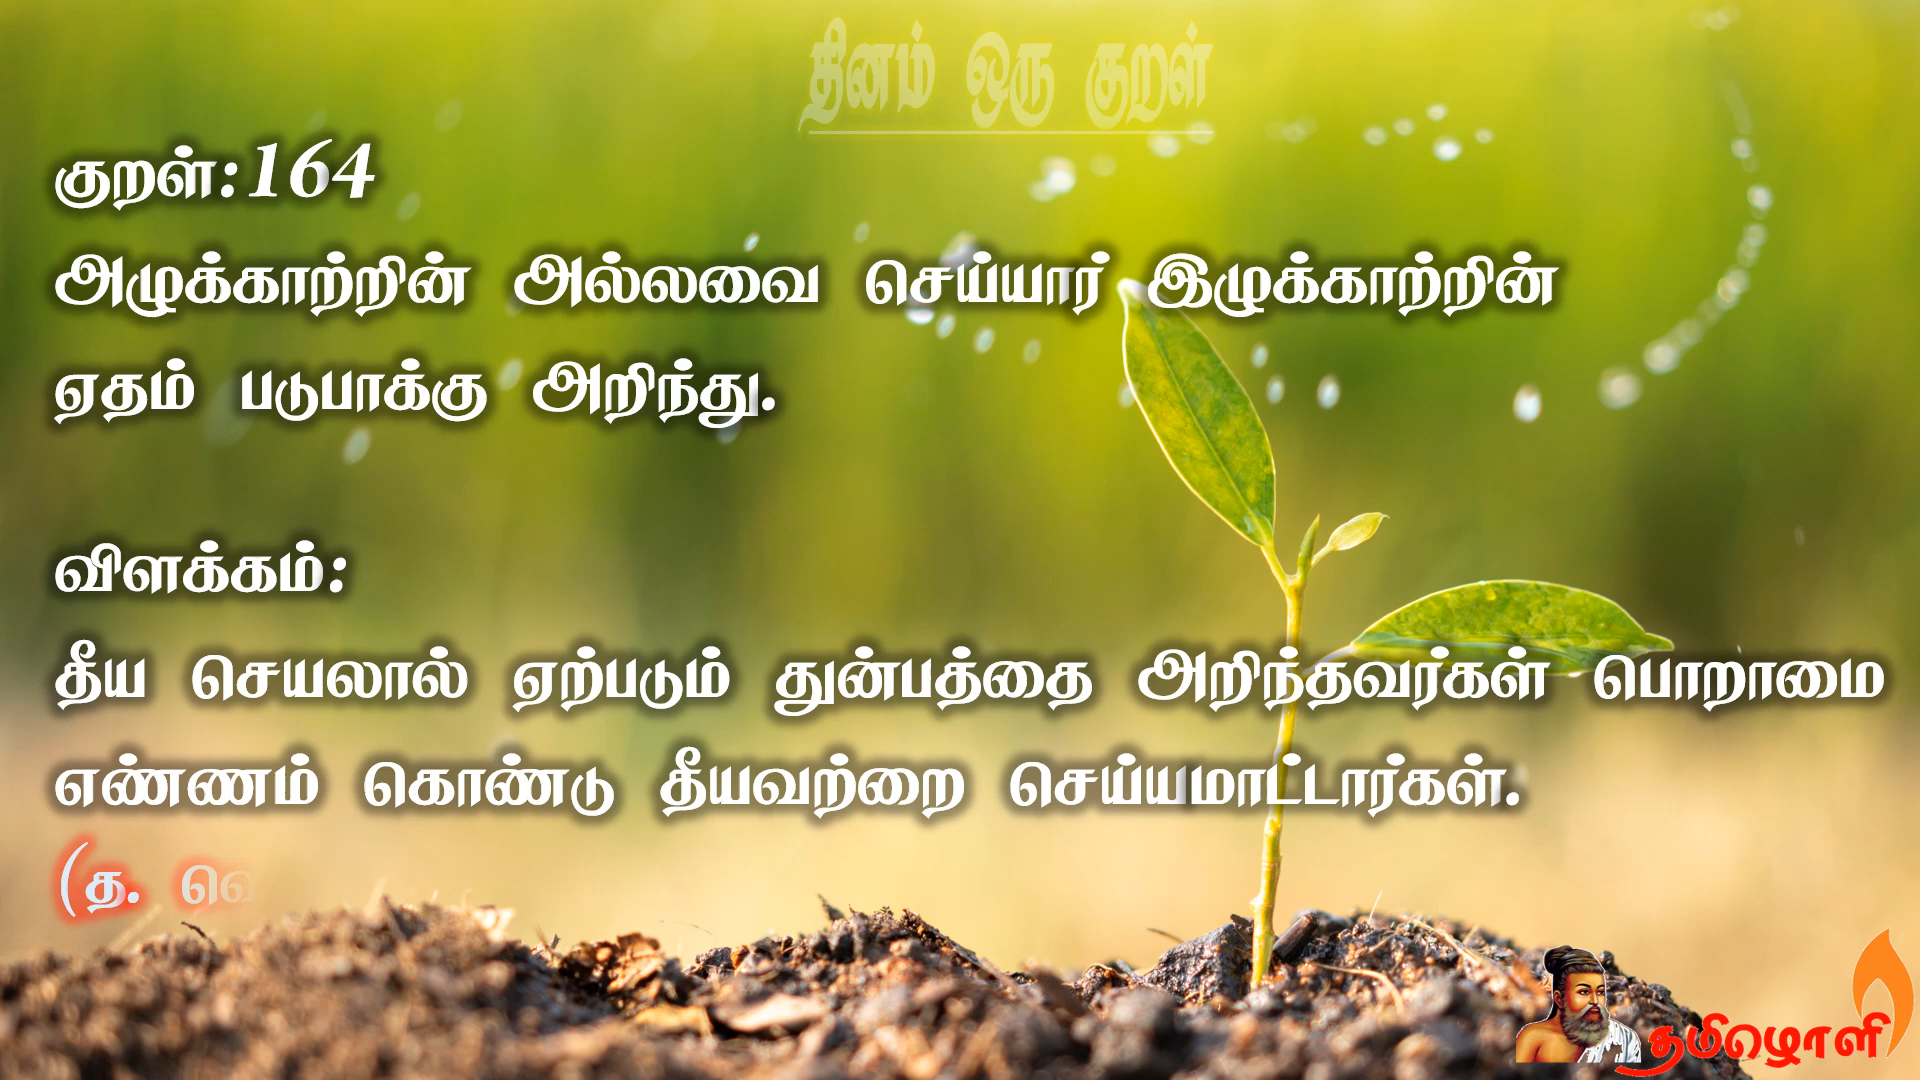 தினம் ஒரு குறள்
குறள்:164
அழுக்காற்றின் அல்லவை செய்யார் இழுக்காற்றின்
ஏதம் படுபாக்கு அறிந்து.
விளக்கம்:
தீய செயலால் ஏற்படும் துன்பத்தை அறிந்தவர்கள் பொறாமை
எண்ணம் கொண்டு தீயவற்றை செய்யமாட்டார்கள்.
(த.
தமிழொளி